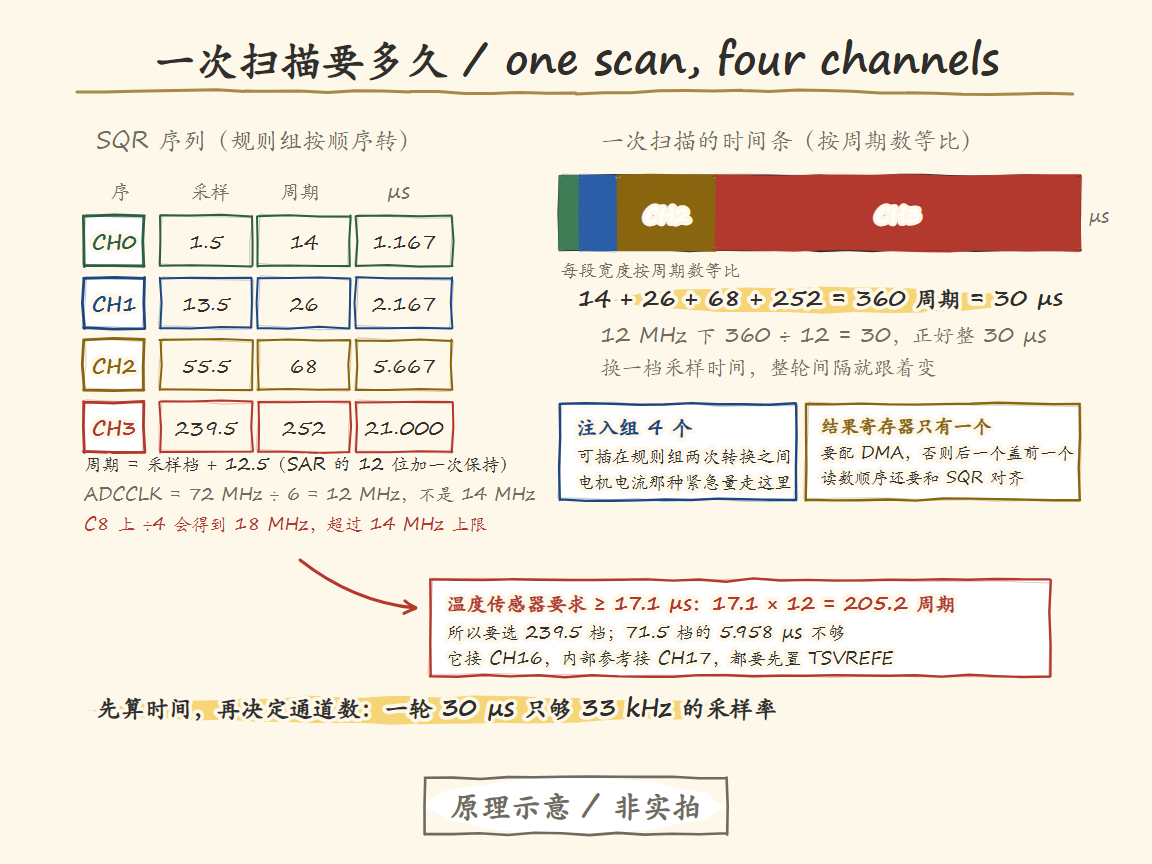 一次扫描要多久 / one scan, four channels
SQR 序列（规则组按顺序转）
序 采样 周期 μs
CH0 1.5 14 1.167
CH1 13.5 26 2.167
CH2 55.5 68 5.667
CH3 239.5 252 21.000
周期 = 采样档 + 12.5（SAR 的 12 位加一次保持）
ADCCLK = 72 MHz ÷ 6 = 12 MHz，不是 14 MHz
C8 上 ÷4 会得到 18 MHz，超过 14 MHz 上限
一次扫描的时间条（按周期数等比）
CH2 CH3 μs
每段宽度按周期数等比
14 + 26 + 68 + 252 = 360 周期 = 30 μs
12 MHz 下 360 ÷ 12 = 30，正好整 30 μs
换一档采样时间，整轮间隔就跟着变
注入组 4 个
可插在规则组两次转换之间
电机电流那种紧急量走这里
结果寄存器只有一个
要配 DMA，否则后一个盖前一个
读数顺序还要和 SQR 对齐
温度传感器要求 ≥ 17.1 μs：17.1 × 12 = 205.2 周期
所以要选 239.5 档；71.5 档的 5.958 μs 不够
它接 CH16，内部参考接 CH17，都要先置 TSVREFE
先算时间，再决定通道数：一轮 30 μs 只够 33 kHz 的采样率
原理示意 / 非实拍